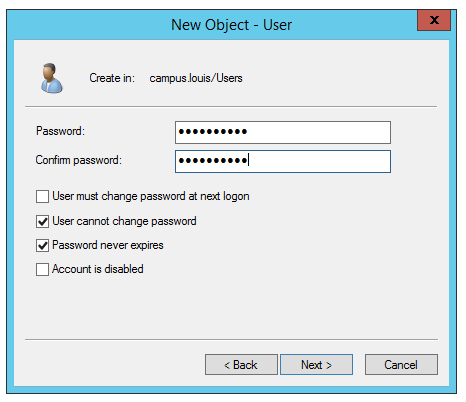 New Object - User
x
Create in: campus.louis/Users
Password: ••••••••••
Confirm password: ••••••••••
User must change password at next logon
User cannot change password
Password never expires
Account is disabled
< Back Next > Cancel